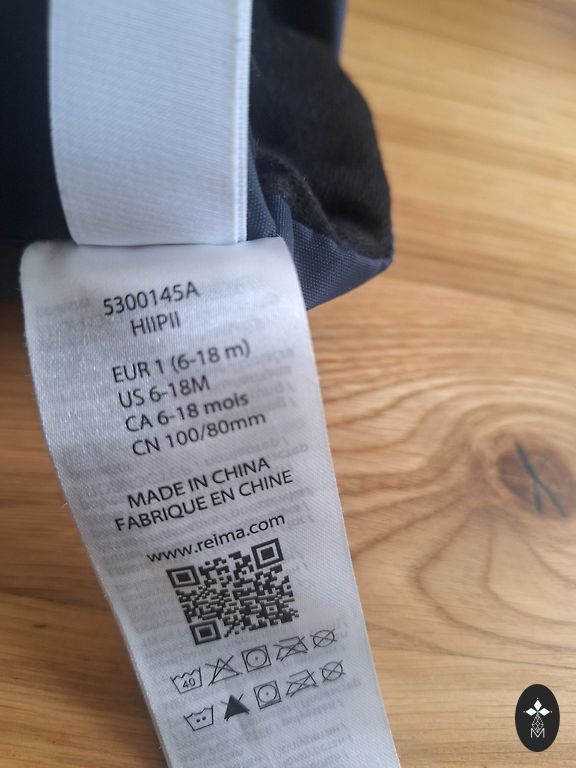 5300145A
HIIPII
EUR 1 (6-18 m)
US 6-18M
CA 6-18 mois
CN 100/80mm
MADE IN CHINA
FABRIQUE EN CHINE
www.reima.com
40
M